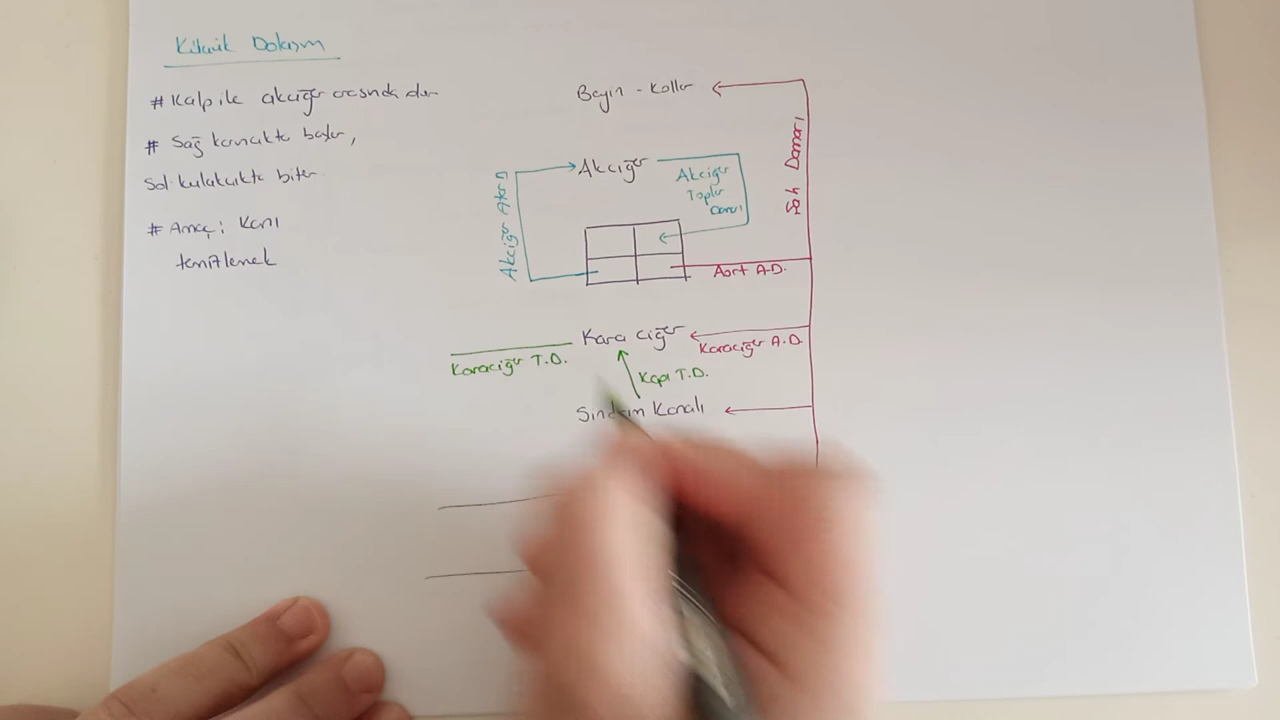 Küçük Dolaşım
# Kalp ile akciğer arasında dır
# Sağ karıncıkta başlar,
Sol kulakçıkta biter.
# Amaç: Kanı
temizlemek
Beyin - Kollar
Akciğer
Akciğer Atar D
Akciğer
Toplar
Damarı
Aort A.D.
Karaciğer
Karaciğer A.D.
Karaciğer T.D.
Kapı T.D.
Sindirim Kanalı